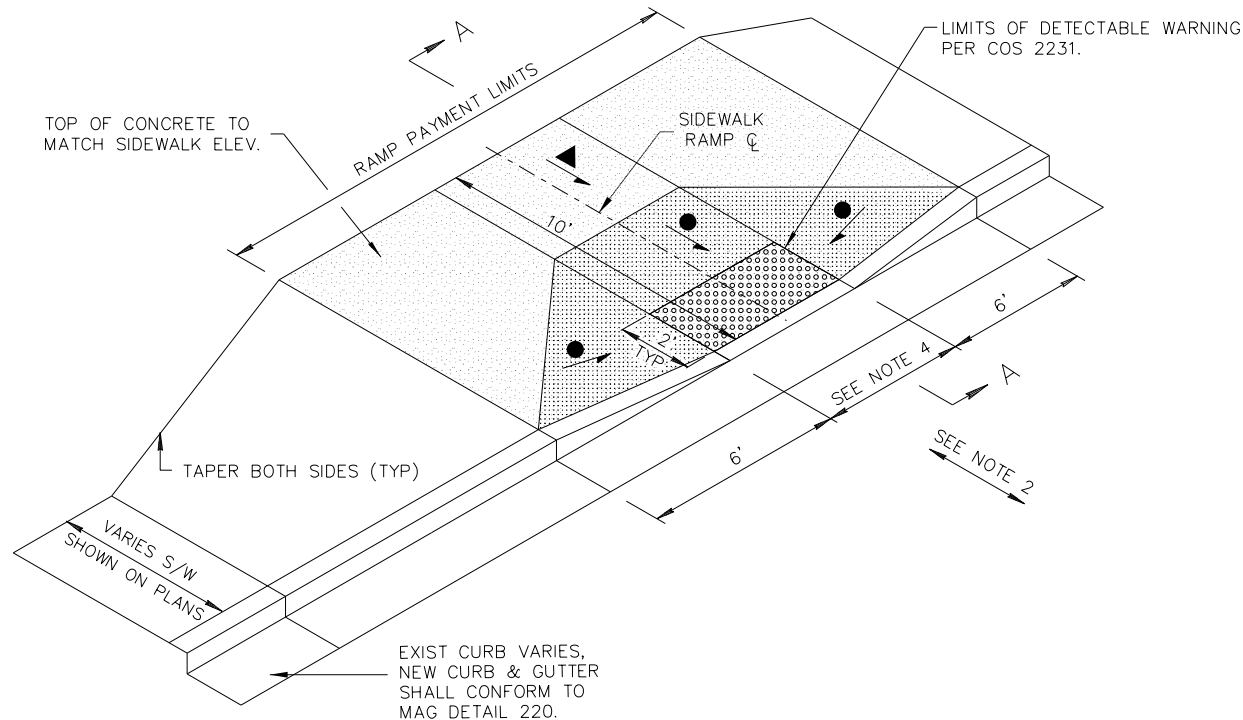 A
LIMITS OF DETECTABLE WARNING
PER COS 2231.
RAMP PAYMENT LIMITS
TOP OF CONCRETE TO
MATCH SIDEWALK ELEV.
SIDEWALK
RAMP ℄
10'
6'
2'
TYP
SEE NOTE 4
A
6'
SEE NOTE 2
TAPER BOTH SIDES (TYP)
VARIES S/W
SHOWN ON PLANS
EXIST CURB VARIES,
NEW CURB & GUTTER
SHALL CONFORM TO
MAG DETAIL 220.